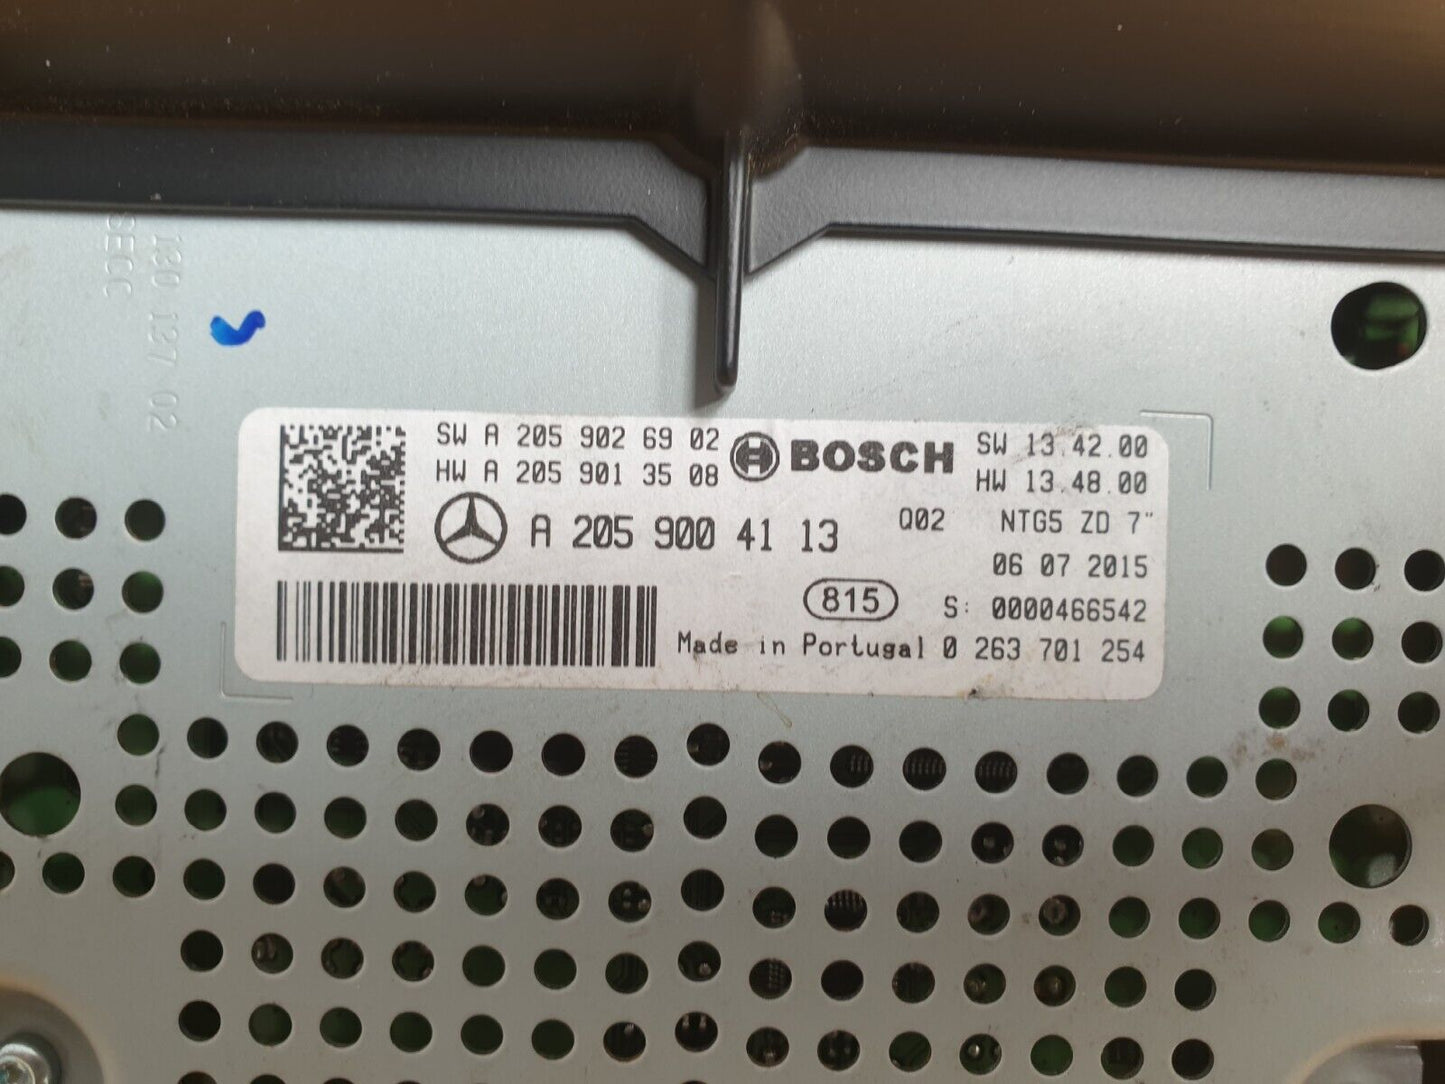 SECC
180 127 02
SW A 205 902 69 02
HW A 205 901 35 08
BOSCH
SW 13.42.00
HW 13.48.00
A 205 900 41 13
Q02
NTG5 ZD 7"
06 07 2015
815
S: 0000466542
Made in Portugal 0 263 701 254